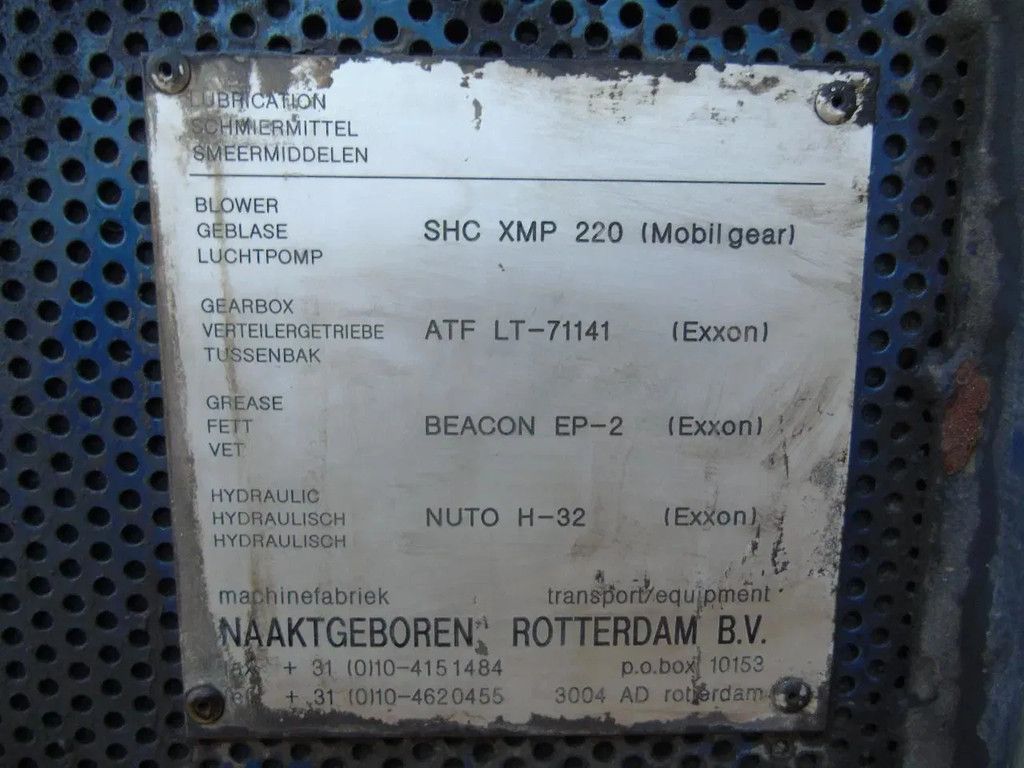 LUBRICATION
SCHMIERMITTEL
SMEERMIDDELEN
BLOWER
GEBLASE SHC XMP 220 (Mobilgear)
LUCHTPOMP
GEARBOX
VERTEILERGETRIEBE ATF LT-71141 (Exxon)
TUSSENBAK
GREASE
FETT BEACON EP-2 (Exxon)
VET
HYDRAULIC
HYDRAULISCH NUTO H-32 (Exxon)
HYDRAULISCH
machinefabriek transport/equipment
NAAKTGEBOREN ROTTERDAM B.V.
+ 31 (0)10-4151484 p.o.box 10153
+ 31 (0)10-4620455 3004 AD rotterdam